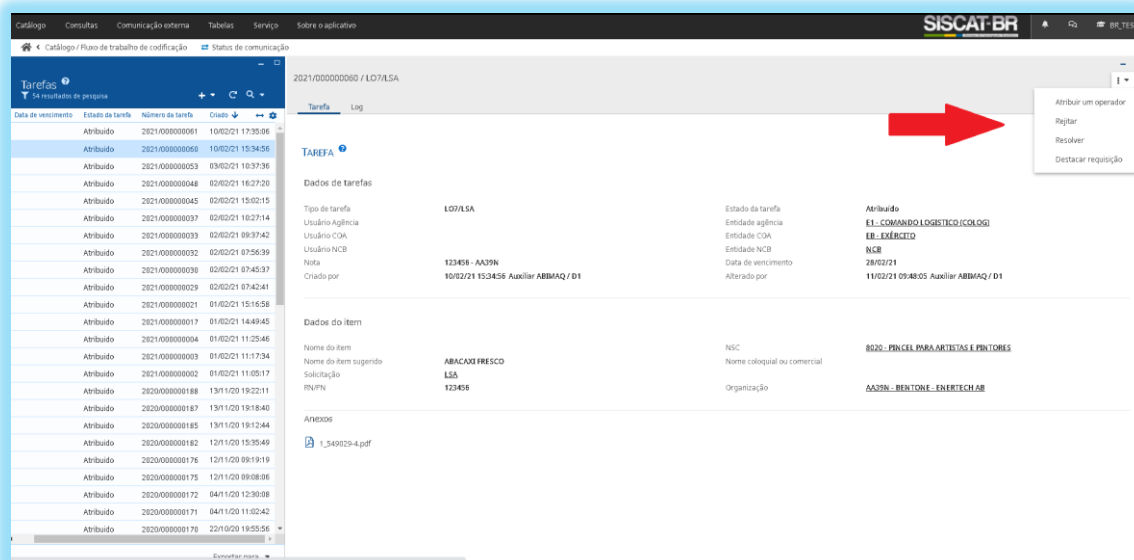 Catálogo Consultas Comunicação externa Tabelas Serviço Sobre o aplicativo SISCAT-BR BR_TES
Catálogo / Fluxo de trabalho de codificação Status de comunicação
Tarefas
54 resultados de pesquisa
Data de vencimento Estado da tarefa Número da tarefa Criado
Atribuído 2021/000000061 10/02/21 17:35:06
Atribuído 2021/000000060 10/02/21 15:34:56
Atribuído 2021/000000053 03/02/21 10:37:36
Atribuído 2021/000000048 02/02/21 16:27:20
Atribuído 2021/000000045 02/02/21 15:02:15
Atribuído 2021/000000037 02/02/21 10:27:14
Atribuído 2021/000000033 02/02/21 09:37:42
Atribuído 2021/000000032 02/02/21 07:56:39
Atribuído 2021/000000030 02/02/21 07:45:37
Atribuído 2021/000000029 02/02/21 07:42:41
Atribuído 2021/000000021 01/02/21 15:16:58
Atribuído 2021/000000017 01/02/21 14:49:45
Atribuído 2021/000000004 01/02/21 11:25:46
Atribuído 2021/000000003 01/02/21 11:17:34
Atribuído 2021/000000002 01/02/21 11:05:17
Atribuído 2020/000000188 13/11/20 19:22:11
Atribuído 2020/000000187 13/11/20 19:18:40
Atribuído 2020/000000185 13/11/20 19:12:44
Atribuído 2020/000000182 12/11/20 15:35:49
Atribuído 2020/000000176 12/11/20 09:19:19
Atribuído 2020/000000175 12/11/20 09:08:06
Atribuído 2020/000000172 04/11/20 12:30:08
Atribuído 2020/000000171 04/11/20 11:02:42
Atribuído 2020/000000170 22/10/20 19:55:56
Exportar para
2021/000000060 / LO7/LSA
Tarefa Log
Atribuir um operador
Rejitar
Resolver
Destacar requisição
TAREFA
Dados de tarefas
Tipo de tarefa LO7/LSA Estado da tarefa Atribuído
Usuário Agência Entidade agência E1 - COMANDO LOGISTICO (COLOG)
Usuário COA Entidade COA EB - EXÉRCITO
Usuário NCB Entidade NCB NCB
Nota 123456 - AA39N Data de vencimento 28/02/21
Criado por 10/02/21 15:34:56 Auxiliar ABIMAQ / D1 Alterado por 11/02/21 09:48:05 Auxiliar ABIMAQ / D1
Dados do item
Nome do item NSC 8020 - PINCEL PARA ARTISTAS E PINTORES
Nome do item sugerido ABACAXI FRESCO Nome coloquial ou comercial
Solicitação LSA
RN/PN 123456 Organização AA39N - BENTONE - ENERTECH AB
Anexos
1_549029-4.pdf